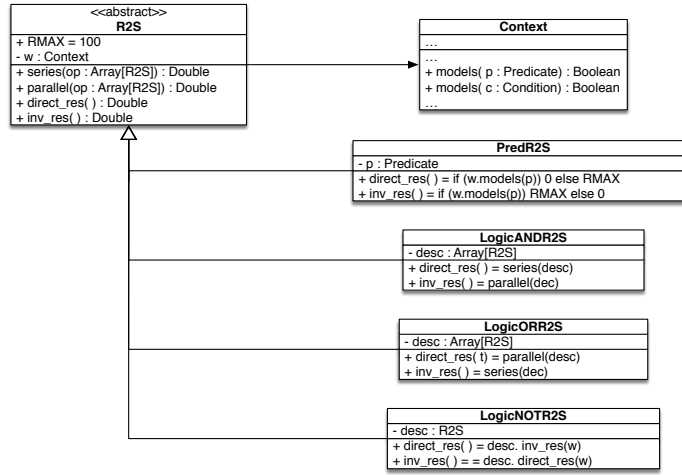 <<abstract>>
R2S
+ RMAX = 100
- w : Context
+ series(op : Array[R2S]) : Double
+ parallel(op : Array[R2S]) : Double
+ direct_res( ) : Double
+ inv_res( ) : Double
Context
...
...
+ models( p : Predicate) : Boolean
+ models( c : Condition) : Boolean
...
PredR2S
- p : Predicate
+ direct_res( ) = if (w.models(p)) 0 else RMAX
+ inv_res( ) = if (w.models(p)) RMAX else 0
LogicANDR2S
- desc : Array[R2S]
+ direct_res( ) = series(desc)
+ inv_res( ) = parallel(dec)
LogicORR2S
- desc : Array[R2S]
+ direct_res( t) = parallel(desc)
+ inv_res( ) = series(dec)
LogicNOTR2S
- desc : R2S
+ direct_res( ) = desc. inv_res(w)
+ inv_res( ) = = desc. direct_res(w)